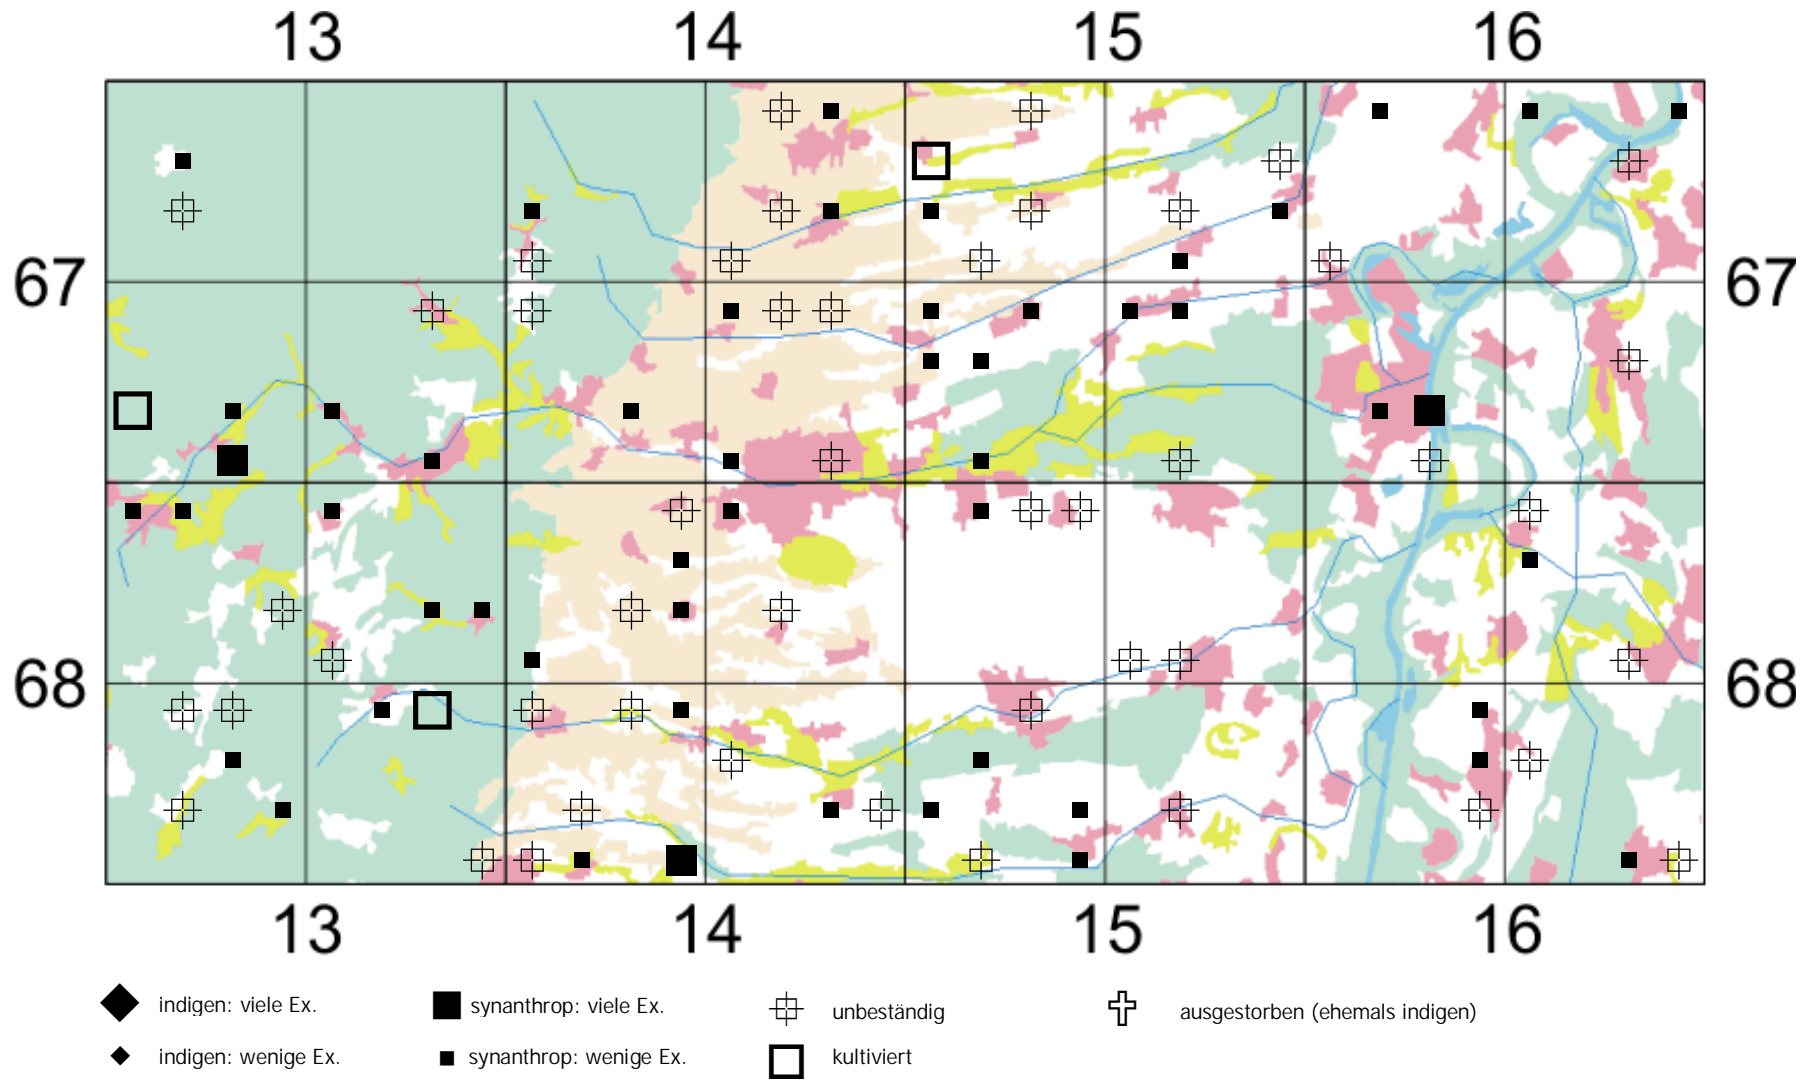 13 14 15 16
67 67
68 68
13 14 15 16
indigen: viele Ex. synanthrop: viele Ex. unbeständig ausgestorben (ehemals indigen)
indigen: wenige Ex. synanthrop: wenige Ex. kultiviert